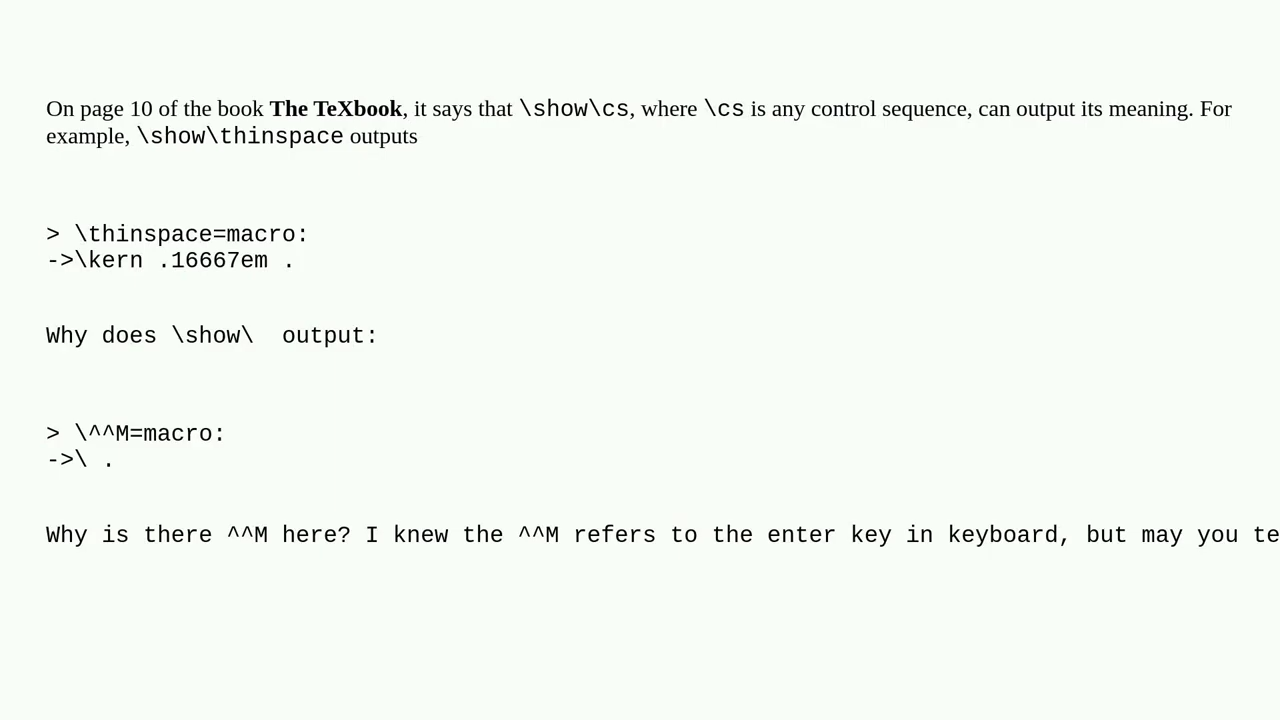 On page 10 of the book The TeXbook, it says that \show\cs, where \cs is any control sequence, can output its meaning. For
example, \show\thinspace outputs
> \thinspace=macro:
->\kern .16667em .
Why does \show\  output:
> \^^M=macro:
->\ .
Why is there ^^M here? I knew the ^^M refers to the enter key in keyboard, but may you